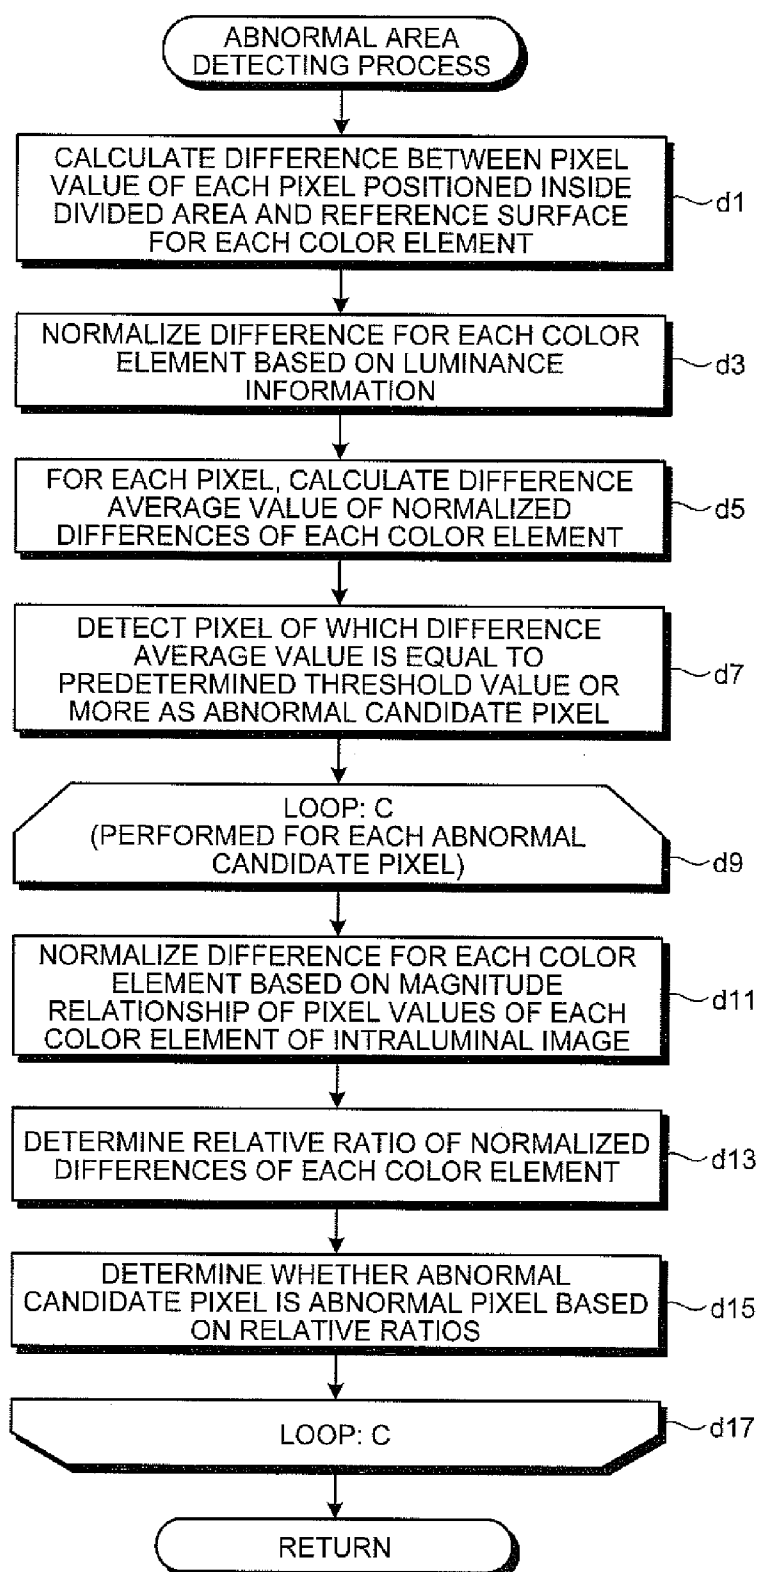 ABNORMAL AREA
DETECTING PROCESS
CALCULATE DIFFERENCE BETWEEN PIXEL
VALUE OF EACH PIXEL POSITIONED INSIDE
DIVIDED AREA AND REFERENCE SURFACE
FOR EACH COLOR ELEMENT
d1
NORMALIZE DIFFERENCE FOR EACH COLOR
ELEMENT BASED ON LUMINANCE
INFORMATION
d3
FOR EACH PIXEL, CALCULATE DIFFERENCE
AVERAGE VALUE OF NORMALIZED
DIFFERENCES OF EACH COLOR ELEMENT
d5
DETECT PIXEL OF WHICH DIFFERENCE
AVERAGE VALUE IS EQUAL TO
PREDETERMINED THRESHOLD VALUE OR
MORE AS ABNORMAL CANDIDATE PIXEL
d7
LOOP: C
(PERFORMED FOR EACH ABNORMAL
CANDIDATE PIXEL)
d9
NORMALIZE DIFFERENCE FOR EACH COLOR
ELEMENT BASED ON MAGNITUDE
RELATIONSHIP OF PIXEL VALUES OF EACH
COLOR ELEMENT OF INTRALUMINAL IMAGE
d11
DETERMINE RELATIVE RATIO OF NORMALIZED
DIFFERENCES OF EACH COLOR ELEMENT
d13
DETERMINE WHETHER ABNORMAL
CANDIDATE PIXEL IS ABNORMAL PIXEL BASED
ON RELATIVE RATIOS
d15
LOOP: C
d17
RETURN